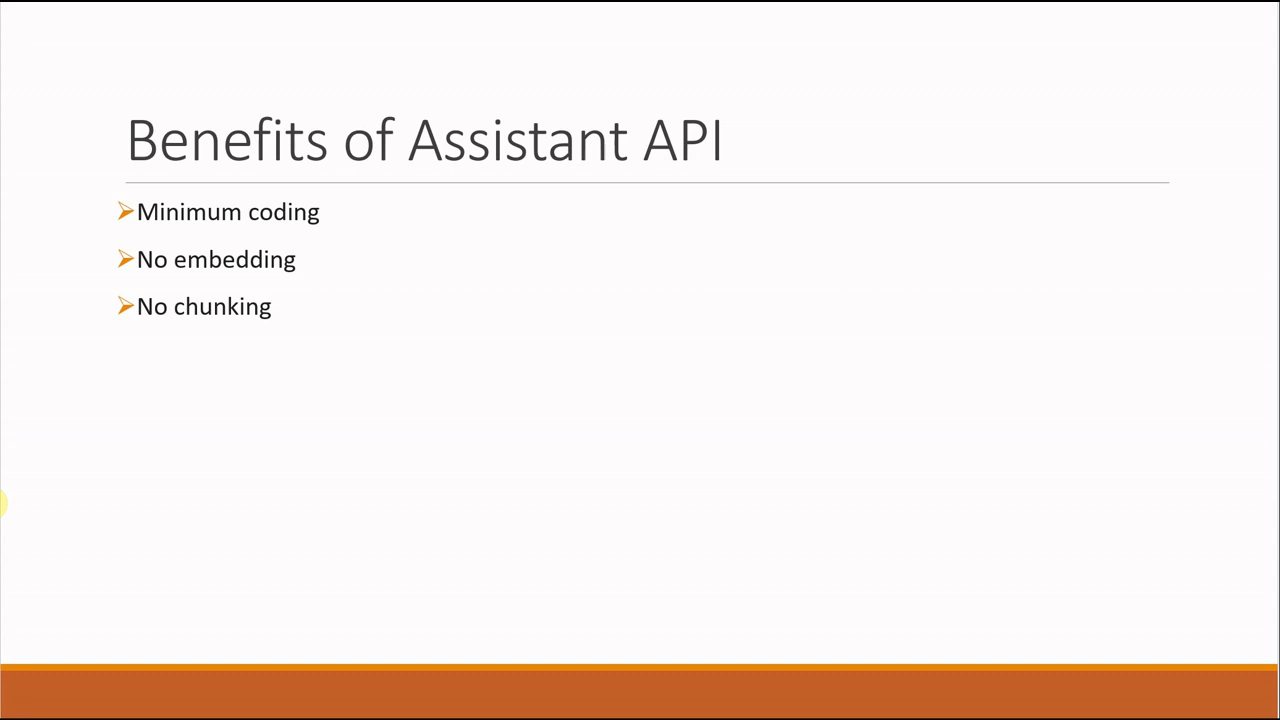 Benefits of Assistant API
Minimum coding
No embedding
No chunking